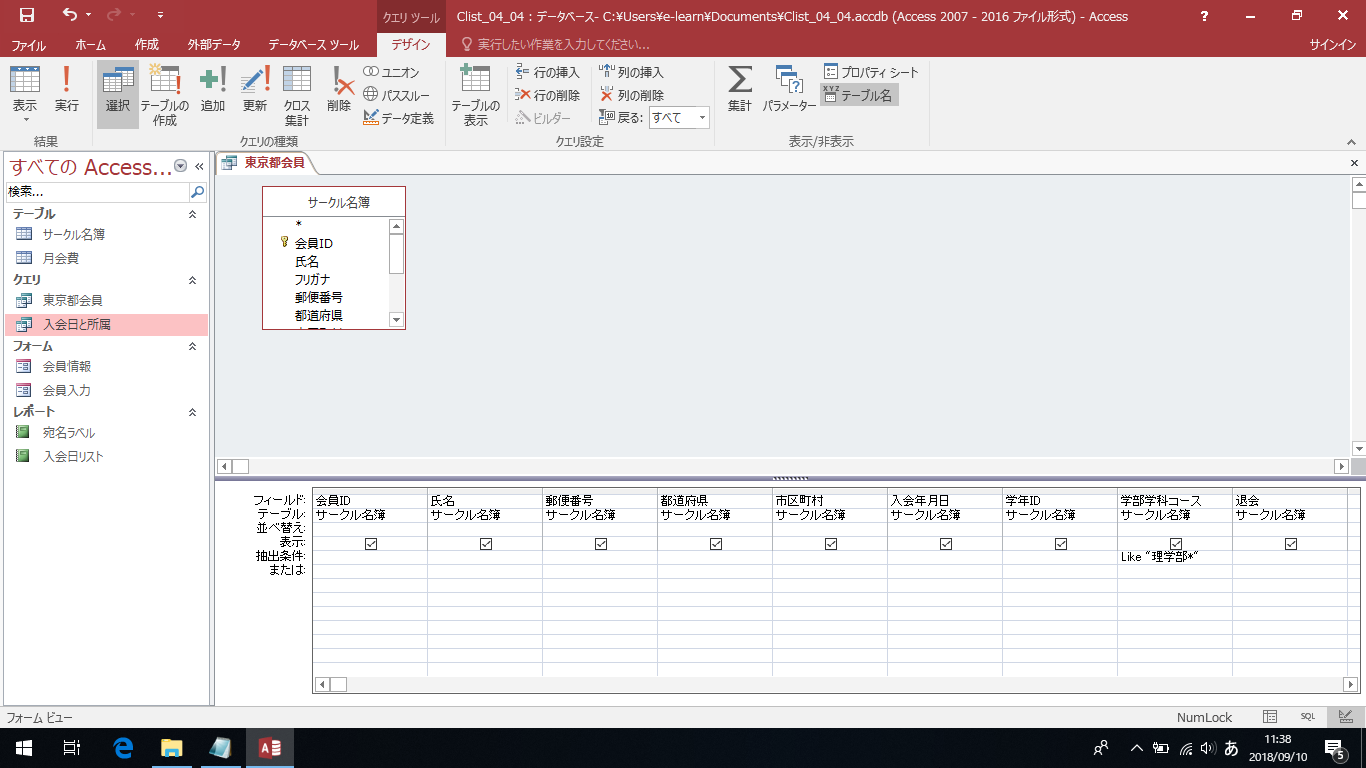 クエリ ツール
Clist_04_04 : データベース- C:¥Users¥e-learn¥Documents¥Clist_04_04.accdb (Access 2007 - 2016 ファイル形式) - Access
?
ファイル ホーム 作成 外部データ データベース ツール デザイン 実行したい作業を入力してください... サインイン
表示 実行 選択 テーブルの作成 追加 更新 クロス集計 削除
ユニオン
パススルー
データ定義
テーブルの表示
行の挿入
行の削除
ビルダー
列の挿入
列の削除
戻る: すべて
集計 パラメーター
プロパティ シート
XYZ テーブル名
結果 クエリの種類 クエリ設定 表示/非表示
すべての Access...
検索...
テーブル
サークル名簿
月会費
クエリ
東京都会員
入会日と所属
フォーム
会員情報
会員入力
レポート
宛名ラベル
入会日リスト
東京都会員
サークル名簿
*
会員ID
氏名
フリガナ
郵便番号
都道府県
フィールド: 会員ID 氏名 郵便番号 都道府県 市区町村 入会年月日 学年ID 学部学科コース 退会
テーブル: サークル名簿 サークル名簿 サークル名簿 サークル名簿 サークル名簿 サークル名簿 サークル名簿 サークル名簿 サークル名簿
並べ替え:
表示:
抽出条件: Like "理学部*"
または:
フォーム ビュー NumLock SQL
あ 11:38
2018/09/10
5